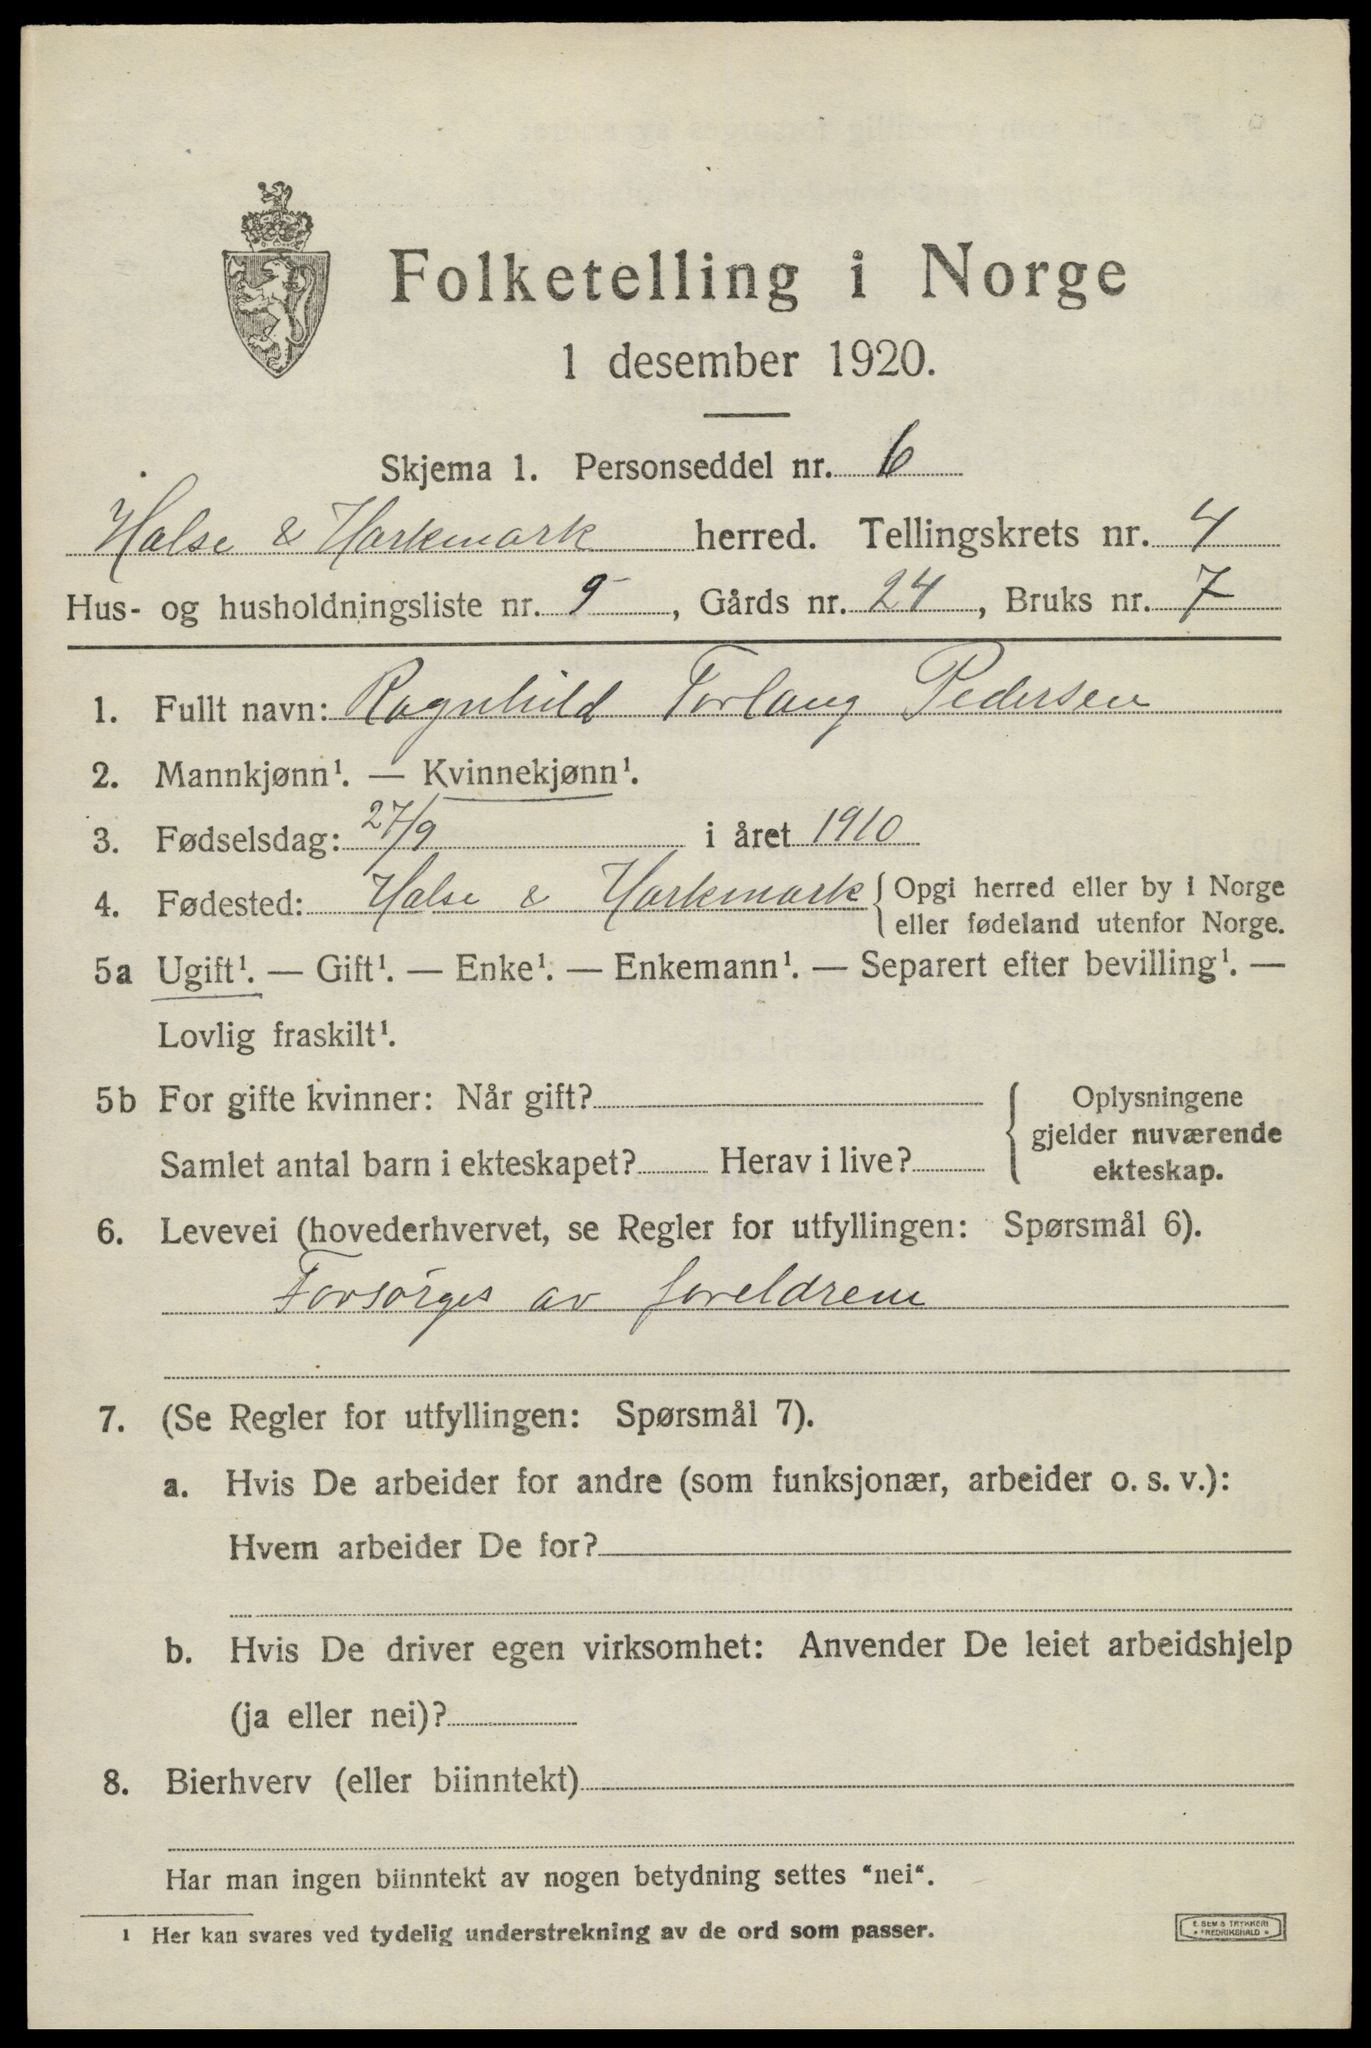 Folketelling i Norge
1 desember 1920.
Skjema 1. Personseddel nr. 6
Halse & Harkmark herred. Tellingskrets nr. 4
Hus- og husholdningsliste nr. 9, Gårds nr. 24, Bruks nr. 7
1. Fullt navn: Ragnhild Torlaug Pedersen
2. Mannkjønn¹. — Kvinnekjønn¹.
3. Fødselsdag: 27/9 i året 1910
4. Fødested: Halse & Harkmark { Opgi herred eller by i Norge
eller fødeland utenfor Norge.
5a Ugift¹. — Gift¹. — Enke¹. — Enkemann¹. — Separert efter bevilling¹. —
Lovlig fraskilt¹.
5b For gifte kvinner: Når gift?
Samlet antal barn i ekteskapet? Herav i live?
Oplysningene
gjelder nuværende
ekteskap.
6. Levevei (hovederhvervet, se Regler for utfyllingen: Spørsmål 6).
Forsørges av foreldrene
7. (Se Regler for utfyllingen: Spørsmål 7).
a. Hvis De arbeider for andre (som funksjonær, arbeider o. s. v.):
Hvem arbeider De for?
b. Hvis De driver egen virksomhet: Anvender De leiet arbeidshjelp
(ja eller nei)?
8. Bierhverv (eller biinntekt)
Har man ingen biinntekt av nogen betydning settes "nei".
¹ Her kan svares ved tydelig understrekning av de ord som passer.
E. SEM'S TRYKKERI
* FREDRIKSHALD *